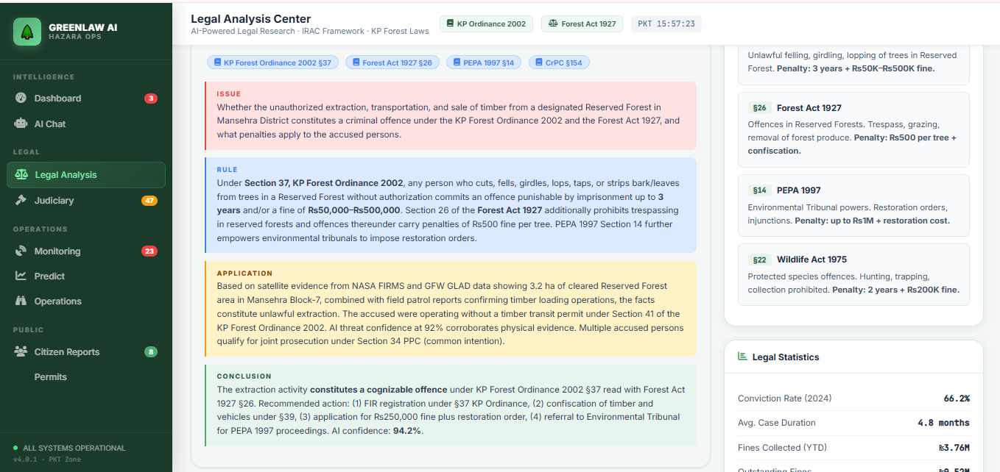 GREENLAW AI
HAZARA OPS
INTELLIGENCE
Dashboard 3
AI Chat
LEGAL
Legal Analysis
Judiciary 47
OPERATIONS
Monitoring 23
Predict
Operations
PUBLIC
Citizen Reports 8
Permits
ALL SYSTEMS OPERATIONAL
v4.0.1 · PKT Zone
Legal Analysis Center
AI-Powered Legal Research · IRAC Framework · KP Forest Laws
KP Ordinance 2002
Forest Act 1927
PKT 15:57:23
KP Forest Ordinance 2002 §37
Forest Act 1927 §26
PEPA 1997 §14
CrPC §154
ISSUE
Whether the unauthorized extraction, transportation, and sale of timber from a designated Reserved Forest in
Mansehra District constitutes a criminal offence under the KP Forest Ordinance 2002 and the Forest Act 1927, and
what penalties apply to the accused persons.
RULE
Under Section 37, KP Forest Ordinance 2002, any person who cuts, fells, girdles, lops, taps, or strips bark/leaves
from trees in a Reserved Forest without authorization commits an offence punishable by imprisonment up to 3
years and/or a fine of ₨50,000–₨500,000. Section 26 of the Forest Act 1927 additionally prohibits trespassing
in reserved forests and offences thereunder carry penalties of ₨500 fine per tree. PEPA 1997 Section 14 further
empowers environmental tribunals to impose restoration orders.
APPLICATION
Based on satellite evidence from NASA FIRMS and GFW GLAD data showing 3.2 ha of cleared Reserved Forest
area in Mansehra Block-7, combined with field patrol reports confirming timber loading operations, the facts
constitute unlawful extraction. The accused were operating without a timber transit permit under Section 41 of the
KP Forest Ordinance 2002. AI threat confidence at 92% corroborates physical evidence. Multiple accused persons
qualify for joint prosecution under Section 34 PPC (common intention).
CONCLUSION
The extraction activity constitutes a cognizable offence under KP Forest Ordinance 2002 §37 read with Forest Act
1927 §26. Recommended action: (1) FIR registration under §37 KP Ordinance, (2) confiscation of timber and
vehicles under §39, (3) application for ₨250,000 fine plus restoration order, (4) referral to Environmental Tribunal
for PEPA 1997 proceedings. AI confidence: 94.2%.
Unlawful felling, girdling, lopping of trees in Reserved
Forest. Penalty: 3 years + ₨50K–₨500K fine.
§26 Forest Act 1927
Offences in Reserved Forests. Trespass, grazing,
removal of forest produce. Penalty: ₨500 per tree +
confiscation.
§14 PEPA 1997
Environmental Tribunal powers. Restoration orders,
injunctions. Penalty: up to ₨1M + restoration cost.
§22 Wildlife Act 1975
Protected species offences. Hunting, trapping,
collection prohibited. Penalty: 2 years + ₨200K fine.
Legal Statistics
Conviction Rate (2024) 66.2%
Avg. Case Duration 4.8 months
Fines Collected (YTD) ₨3.76M
Outstanding Fines ₨9.52M